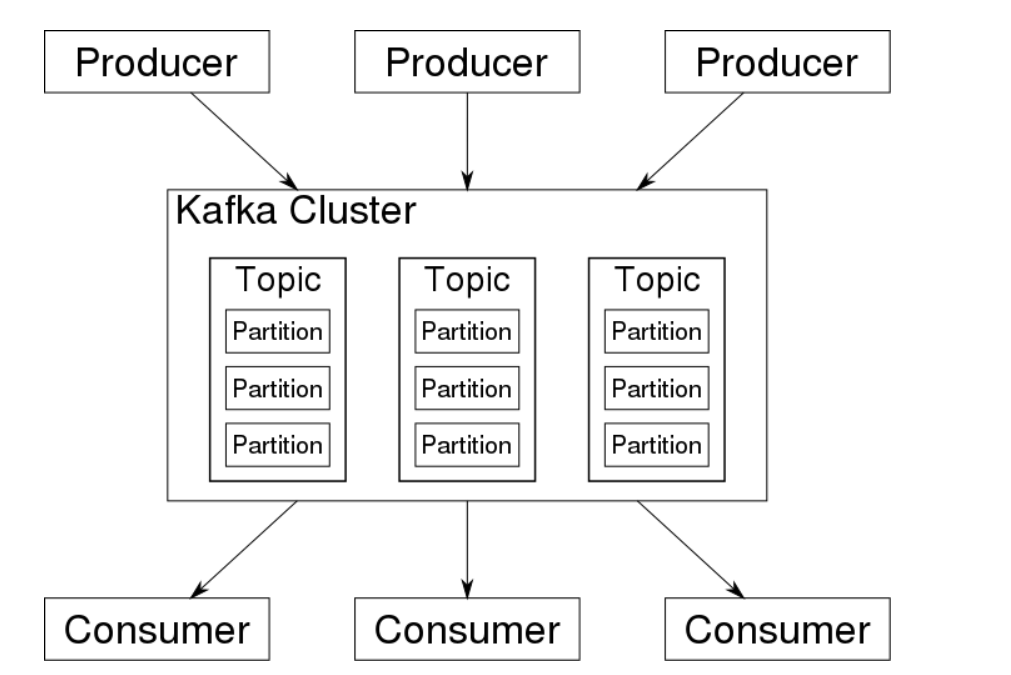 Producer Producer Producer
Kafka Cluster
Topic Topic Topic
Partition Partition Partition
Partition Partition Partition
Partition Partition Partition
Consumer Consumer Consumer